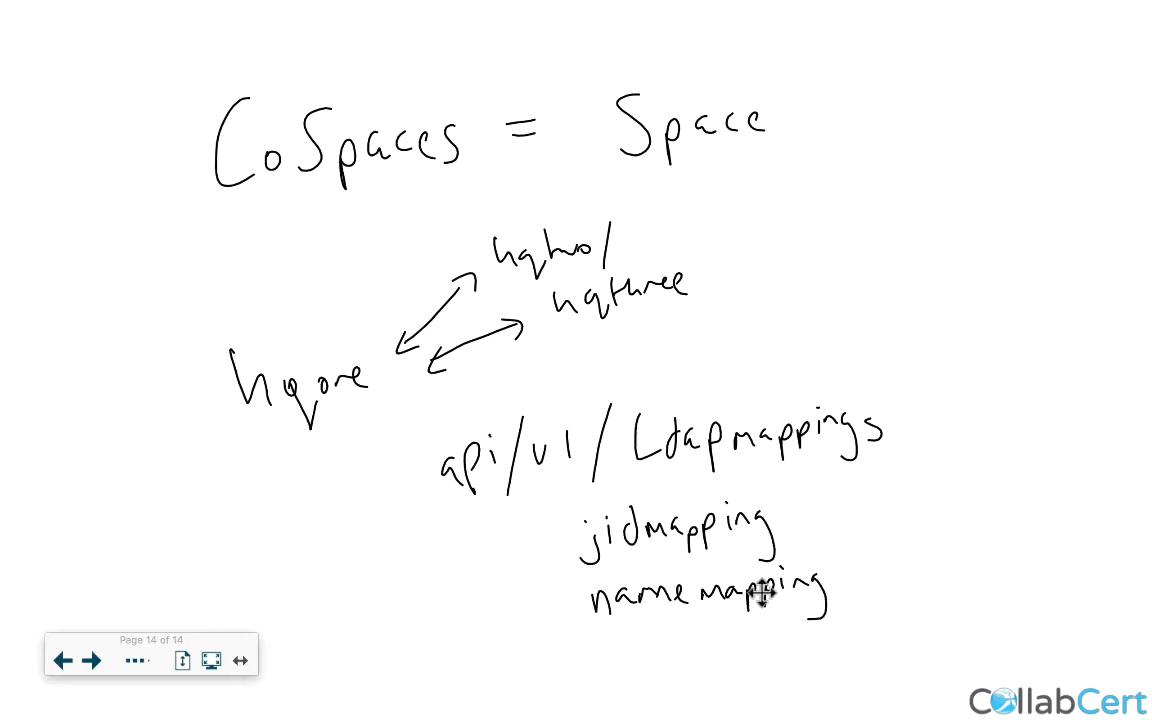 CoSpaces = Space
hqtwo/
hqthree
hqone
api/v1/Ldapmappings
jidmapping
namemapping
Page 14 of 14
CollabCert